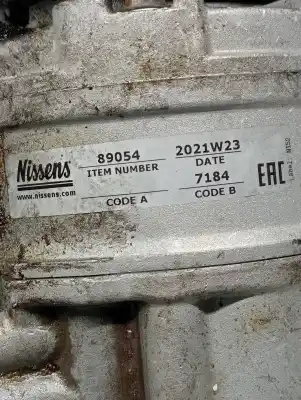 Nissens
www.nissens.com
89054
ITEM NUMBER
CODE A
2021W23
DATE
7184
CODE B
EAC